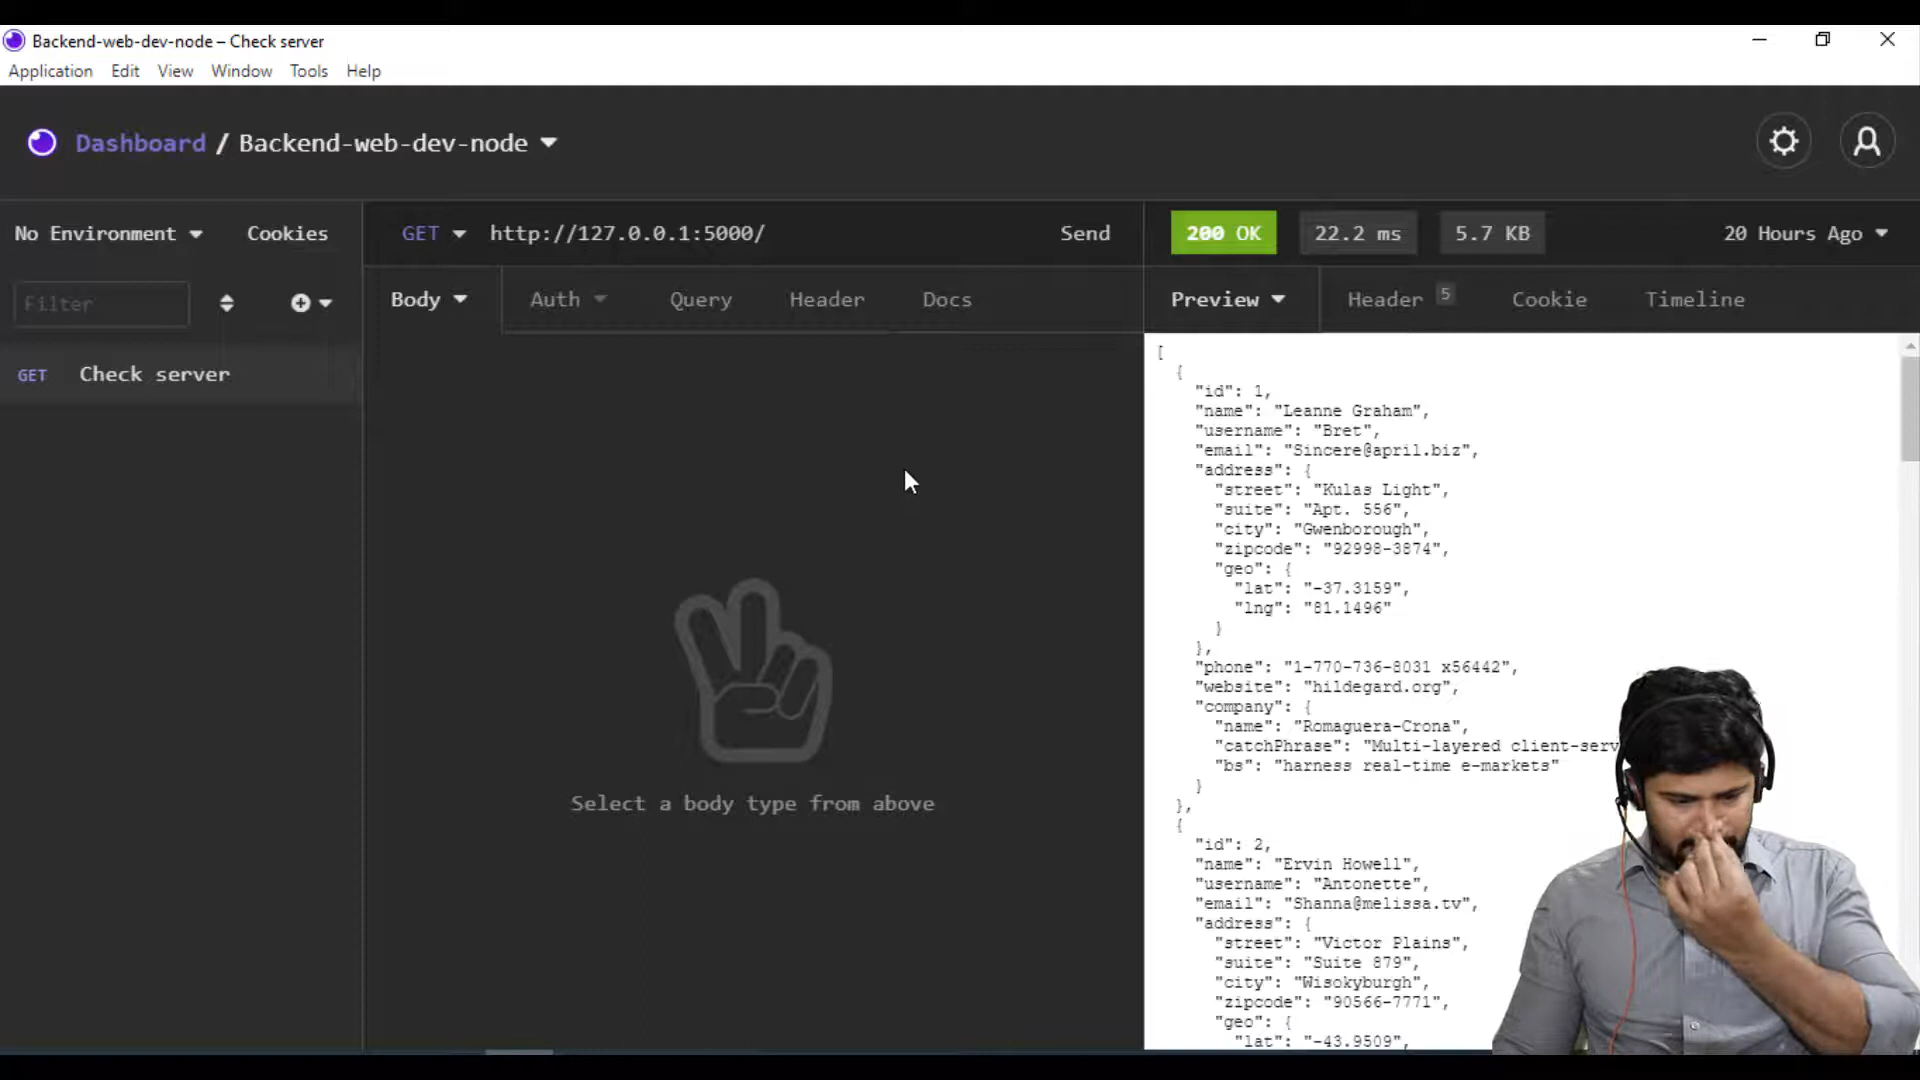 Backend-web-dev-node – Check server
Application Edit View Window Tools Help
Dashboard / Backend-web-dev-node
No Environment Cookies
GET http://127.0.0.1:5000/ Send
200 OK 22.2 ms 5.7 KB 20 Hours Ago
Filter
Body Auth Query Header Docs
Preview Header 5 Cookie Timeline
GET Check server
Select a body type from above
[
{
"id": 1,
"name": "Leanne Graham",
"username": "Bret",
"email": "Sincere@april.biz",
"address": {
"street": "Kulas Light",
"suite": "Apt. 556",
"city": "Gwenborough",
"zipcode": "92998-3874",
"geo": {
"lat": "-37.3159",
"lng": "81.1496"
}
},
"phone": "1-770-736-8031 x56442",
"website": "hildegard.org",
"company": {
"name": "Romaguera-Crona",
"catchPhrase": "Multi-layered client-serv
"bs": "harness real-time e-markets"
}
},
{
"id": 2,
"name": "Ervin Howell",
"username": "Antonette",
"email": "Shanna@melissa.tv",
"address": {
"street": "Victor Plains",
"suite": "Suite 879",
"city": "Wisokyburgh",
"zipcode": "90566-7771",
"geo": {
"lat": "-43.9509",